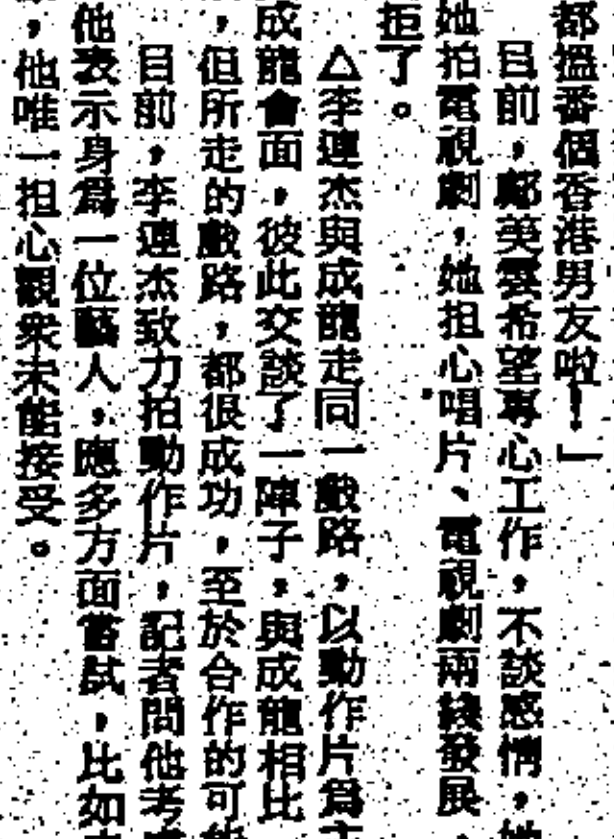 都搵番個香港男友啦！」
目前，鄺美雲希望專心工作，不談感情，
她拍電視劇，她担心唱片、電視劇兩綫發展，
拒了。
△李連杰與成龍走同一戲路，以動作片爲主
成龍會面，彼此交談了一陣子，與成龍相比
，但所走的戲路，都很成功，至於合作的可
目前，李連杰致力拍動作片，記者問他考
他表示身爲一位藝人，應多方面嘗試，比如
，他唯一担心觀衆未能接受。